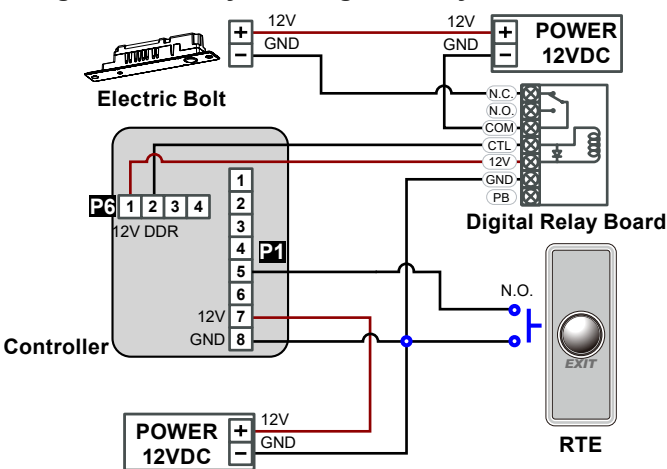 12V
GND
+
−
Electric Bolt
12V
GND
+
−
POWER
12VDC
N.C.
N.O.
COM
CTL
12V
GND
PB
Digital Relay Board
P6
1 2 3 4
12V DDR
1
2
3
4
5
6
7
8
P1
12V
GND
Controller
N.O.
EXIT
RTE
POWER
12VDC
+
−
12V
GND